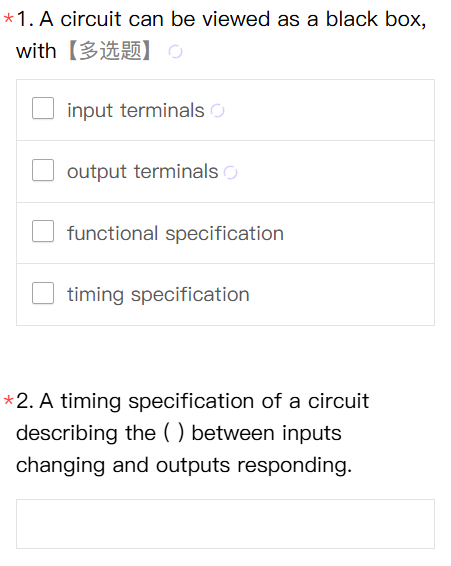 *1. A circuit can be viewed as a black box,
with【多选题】
input terminals
output terminals
functional specification
timing specification
*2. A timing specification of a circuit
describing the ( ) between inputs
changing and outputs responding.